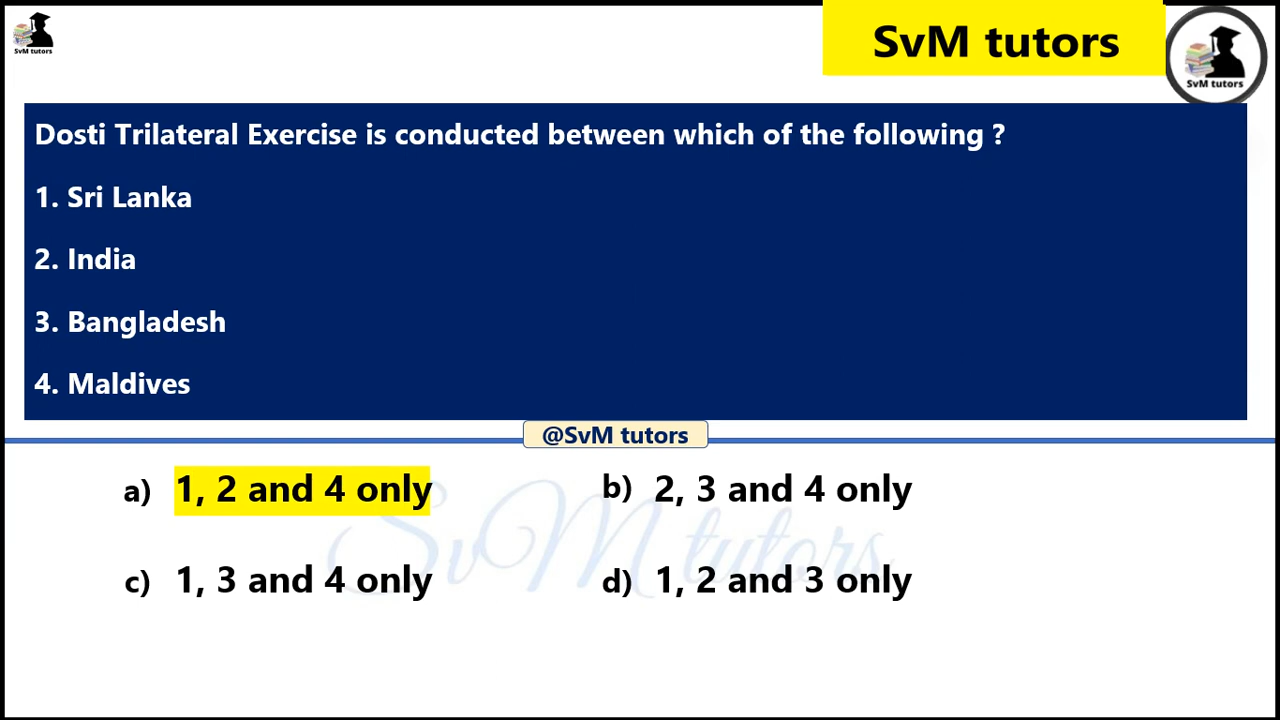 SvM tutors
SvM tutors
SvM tutors
Dosti Trilateral Exercise is conducted between which of the following ?
1. Sri Lanka
2. India
3. Bangladesh
4. Maldives
@SvM tutors
a) 1, 2 and 4 only
b) 2, 3 and 4 only
SvM tutors
c) 1, 3 and 4 only
d) 1, 2 and 3 only